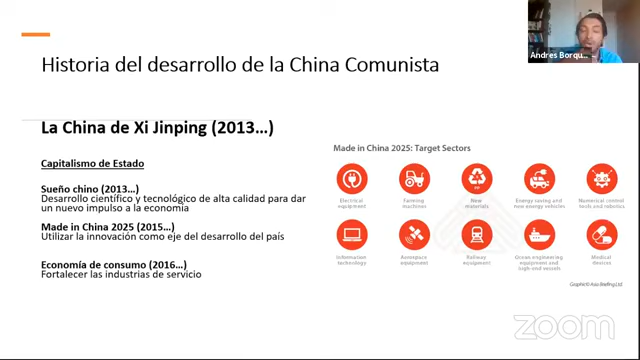 Historia del desarrollo de la China Comunista
Andres Borqu...
La China de Xi Jinping (2013...)
Capitalismo de Estado
Sueño chino (2013...)
Desarrollo científico y tecnológico de alta calidad para dar
un nuevo impulso a la economía
Made in China 2025 (2015...)
Utilizar la innovación como eje del desarrollo del país
Economía de consumo (2016...)
Fortalecer las industrias de servicio
Made in China 2025: Target Sectors
Electrical
equipment
Farming
machines
New
materials
Energy saving and
new energy vehicles
Numerical control
tools and robotics
Information
technology
Aerospace
equipment
Railway
equipment
Ocean engineering
equipment and
high-end vessels
Medical
devices
Graphic© Asia Briefing Ltd.
zoom